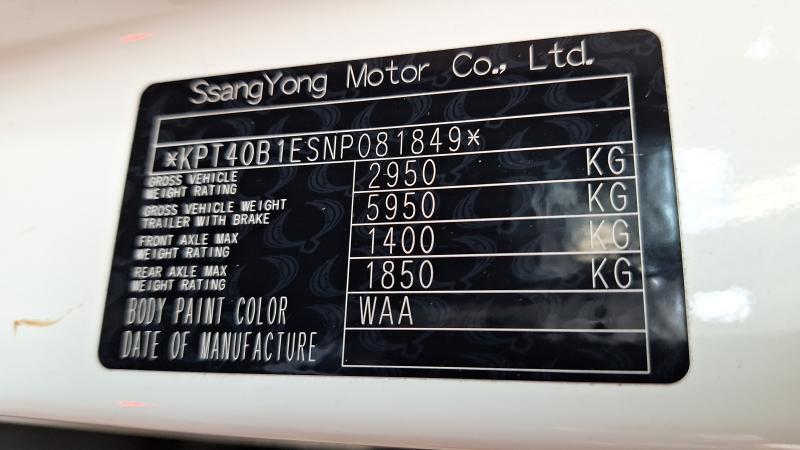 SsangYong Motor Co., Ltd.
*KPT40B1ESNP081849*
GROSS VEHICLE
WEIGHT RATING 2950 KG
GROSS VEHICLE WEIGHT
TRAILER WITH BRAKE 5950 KG
FRONT AXLE MAX
WEIGHT RATING 1400 KG
REAR AXLE MAX
WEIGHT RATING 1850 KG
BODY PAINT COLOR WAA
DATE OF MANUFACTURE